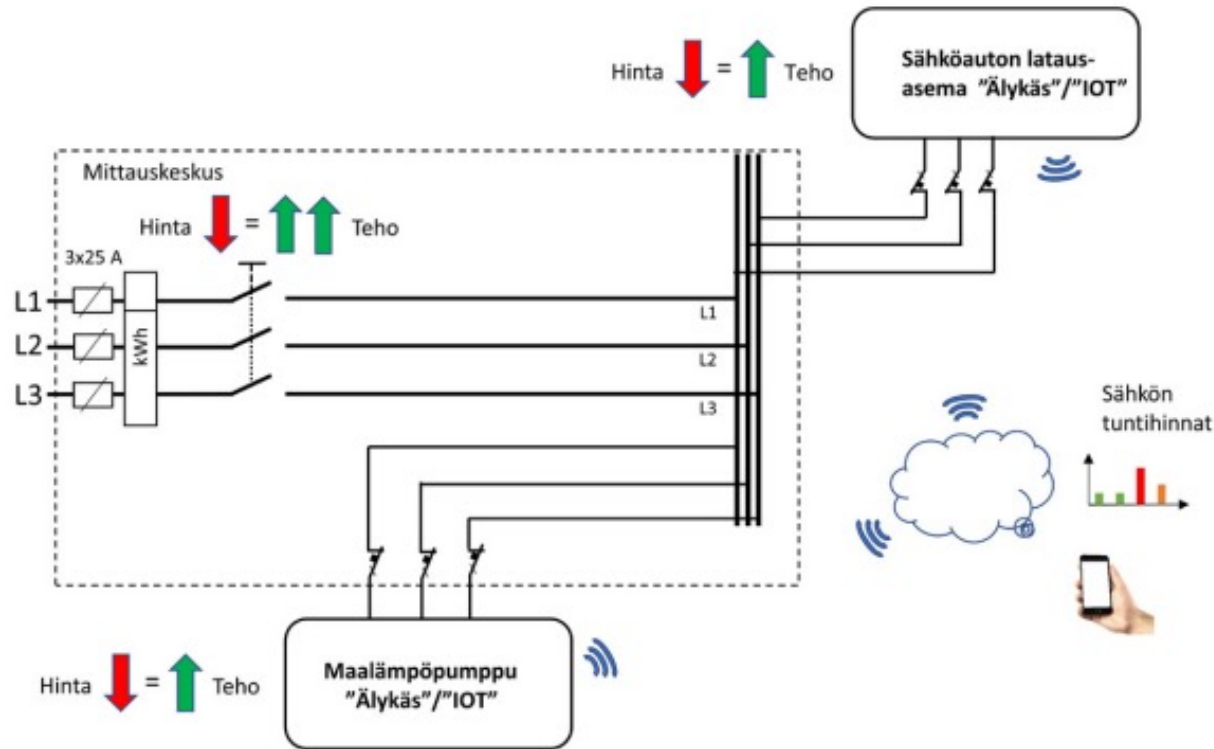 Hinta = Teho
Sähköauton lataus-
asema "Älykäs"/"IOT"
Mittauskeskus
Hinta = Teho
3x25 A
L1
L2
L3
kWh
L1
L2
L3
Sähkön
tuntihinnat
Maalämpöpumppu
"Älykäs"/"IOT"
Hinta = Teho